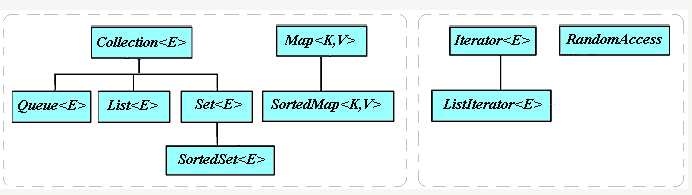 Collection<E>
Map<K,V>
Iterator<E>
RandomAccess
Queue<E>
List<E>
Set<E>
SortedMap<K,V>
ListIterator<E>
SortedSet<E>